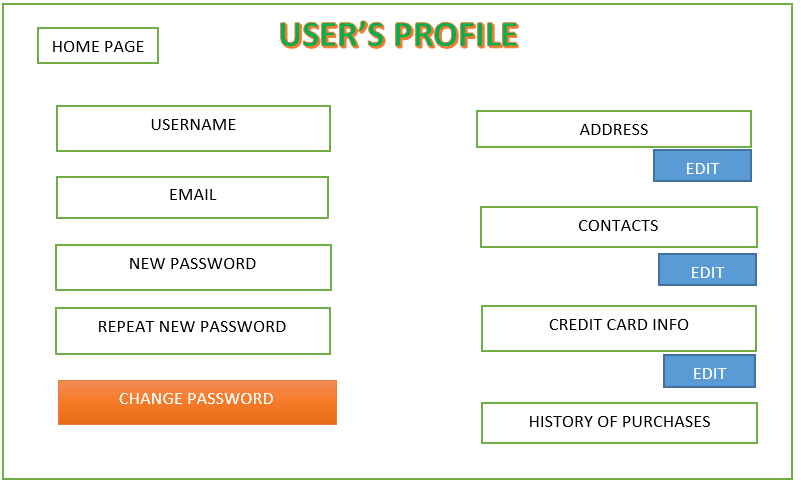 HOME PAGE
USER'S PROFILE
USERNAME
EMAIL
NEW PASSWORD
REPEAT NEW PASSWORD
CHANGE PASSWORD
ADDRESS
EDIT
CONTACTS
EDIT
CREDIT CARD INFO
EDIT
HISTORY OF PURCHASES